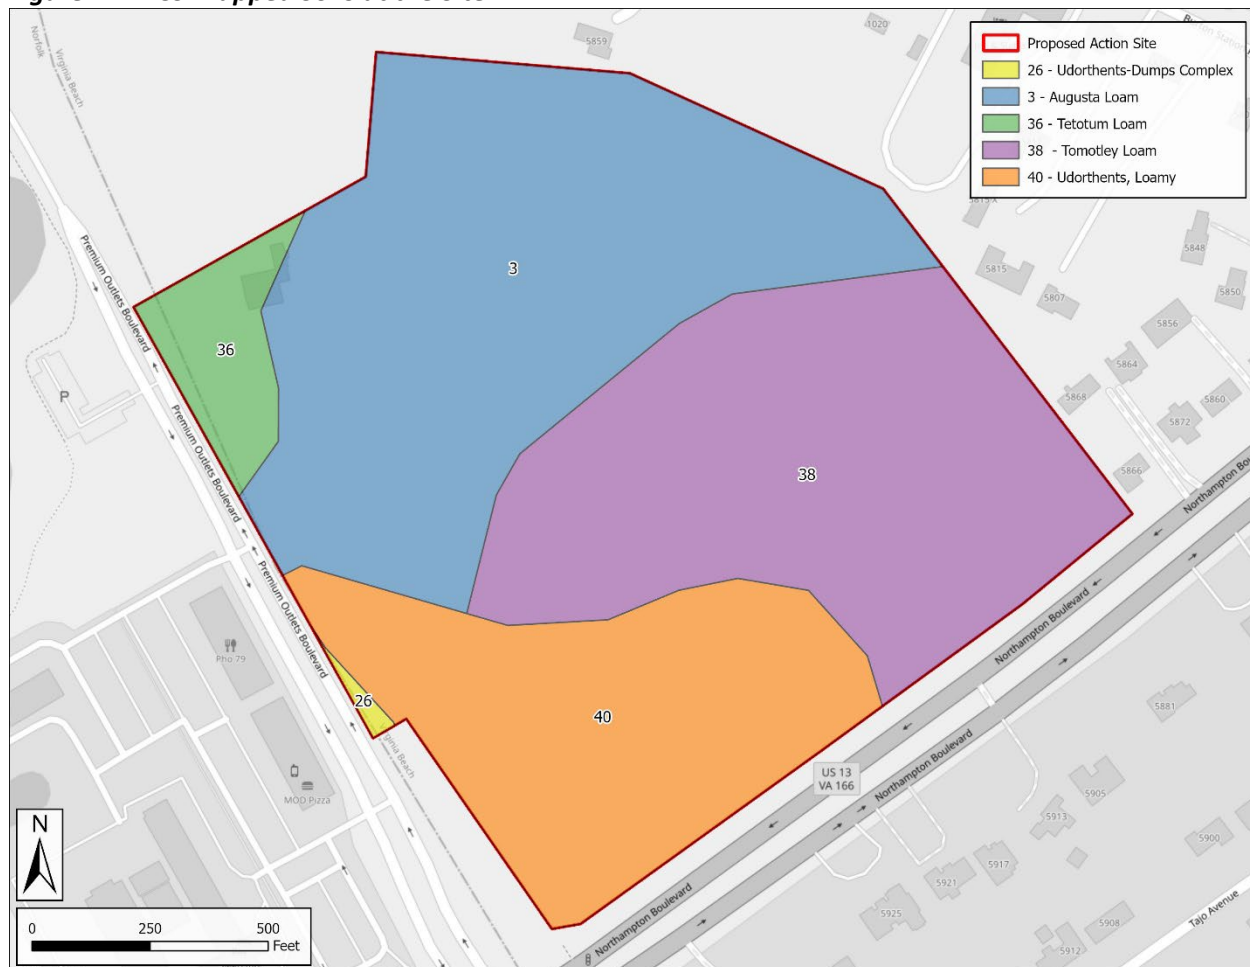 5859
1020
Norfolk
Virginia Beach
Proposed Action Site
26 - Udorthents-Dumps Complex
3 - Augusta Loam
36 - Tetotum Loam
38 - Tomotley Loam
40 - Udorthents, Loamy
5848
5815
5807
5850
5856
5864
5868
5860
5872
5866
3
36
38
26
40
P
Premium Outlets Boulevard
Premium Outlets Boulevard
Premium Outlets Boulevard
Pho 79
MOD Pizza
Northampton Boulevard
Northampton Boulevard
Northampton Boulevard
US 13
VA 166
5881
5905
5913
5900
5917
5921
5925
5908
5912
Tajo Avenue
N
0 250 500
Feet